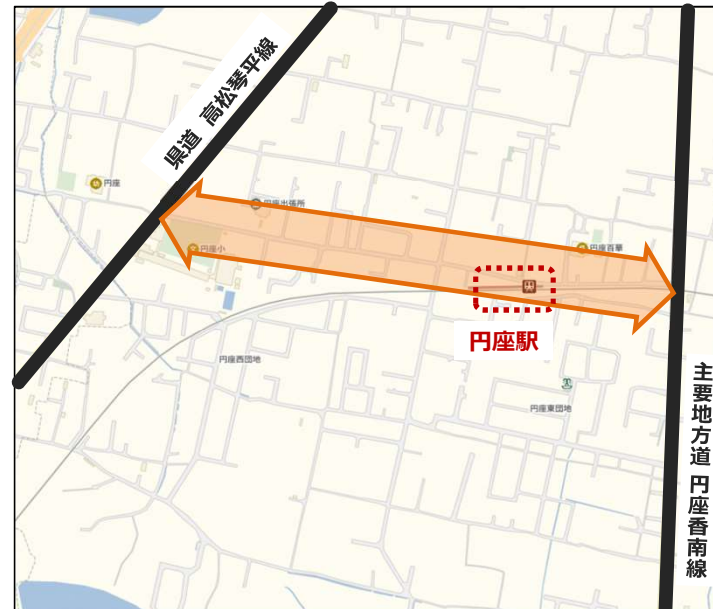 県道 高松琴平線
円座
円座出張所
円座小
円座百華
円座駅
円座西団地
円座東団地
主要地方道 円座香南線